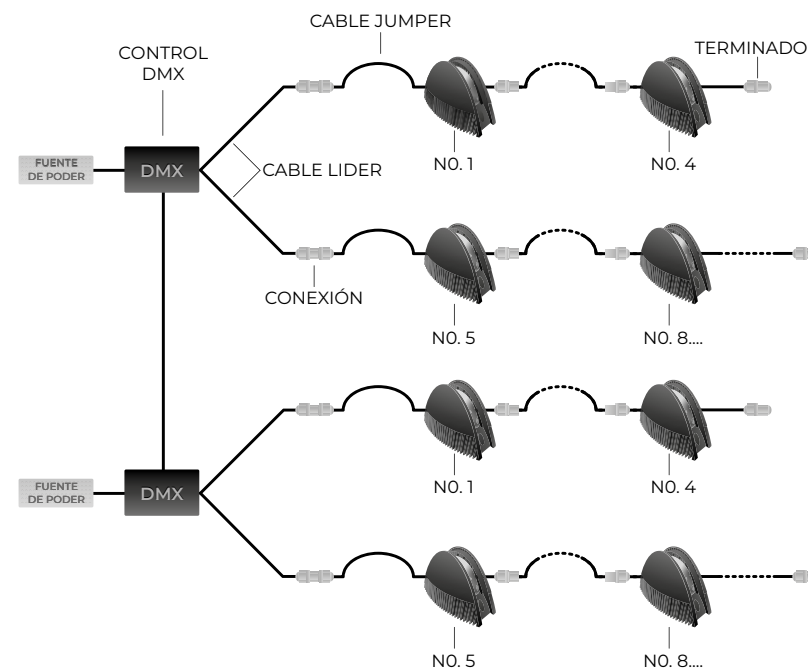 CABLE JUMPER
TERMINADO
CONTROL
DMX
FUENTE
DE PODER
DMX
CABLE LIDER
N0. 1
N0. 4
CONEXIÓN
N0. 5
N0. 8....
FUENTE
DE PODER
DMX
N0. 1
N0. 4
N0. 5
N0. 8....